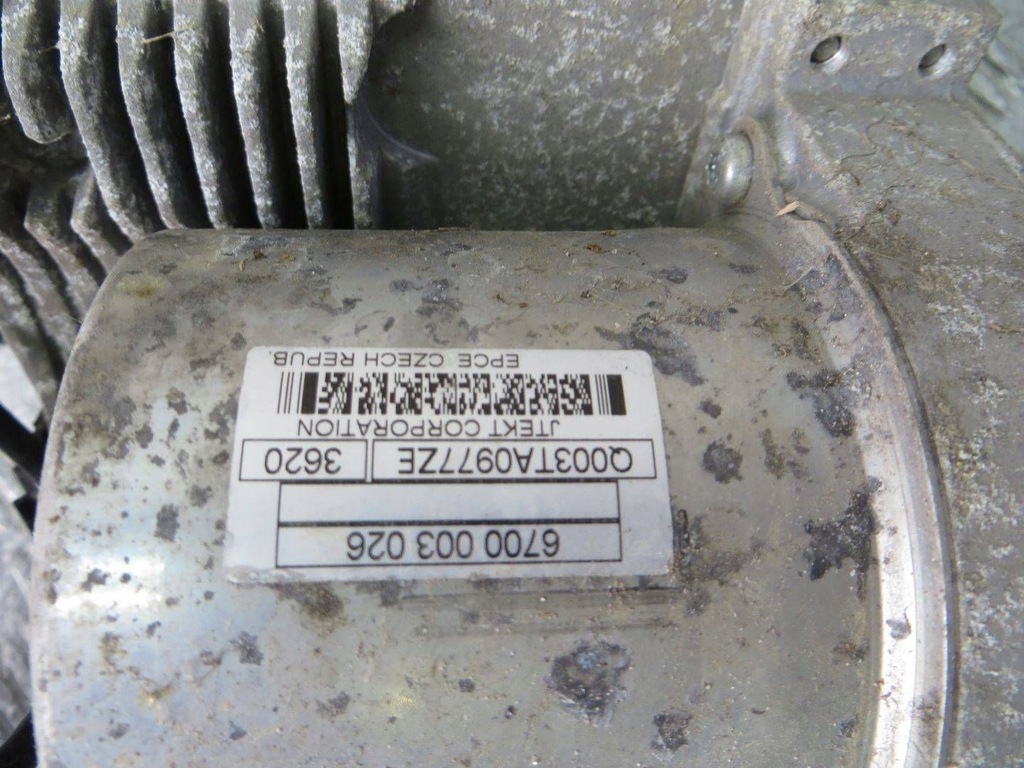 6700 003 026
Q003TA0977ZE 3620
JTEKT CORPORATION
EPCE CZECH REPUB.